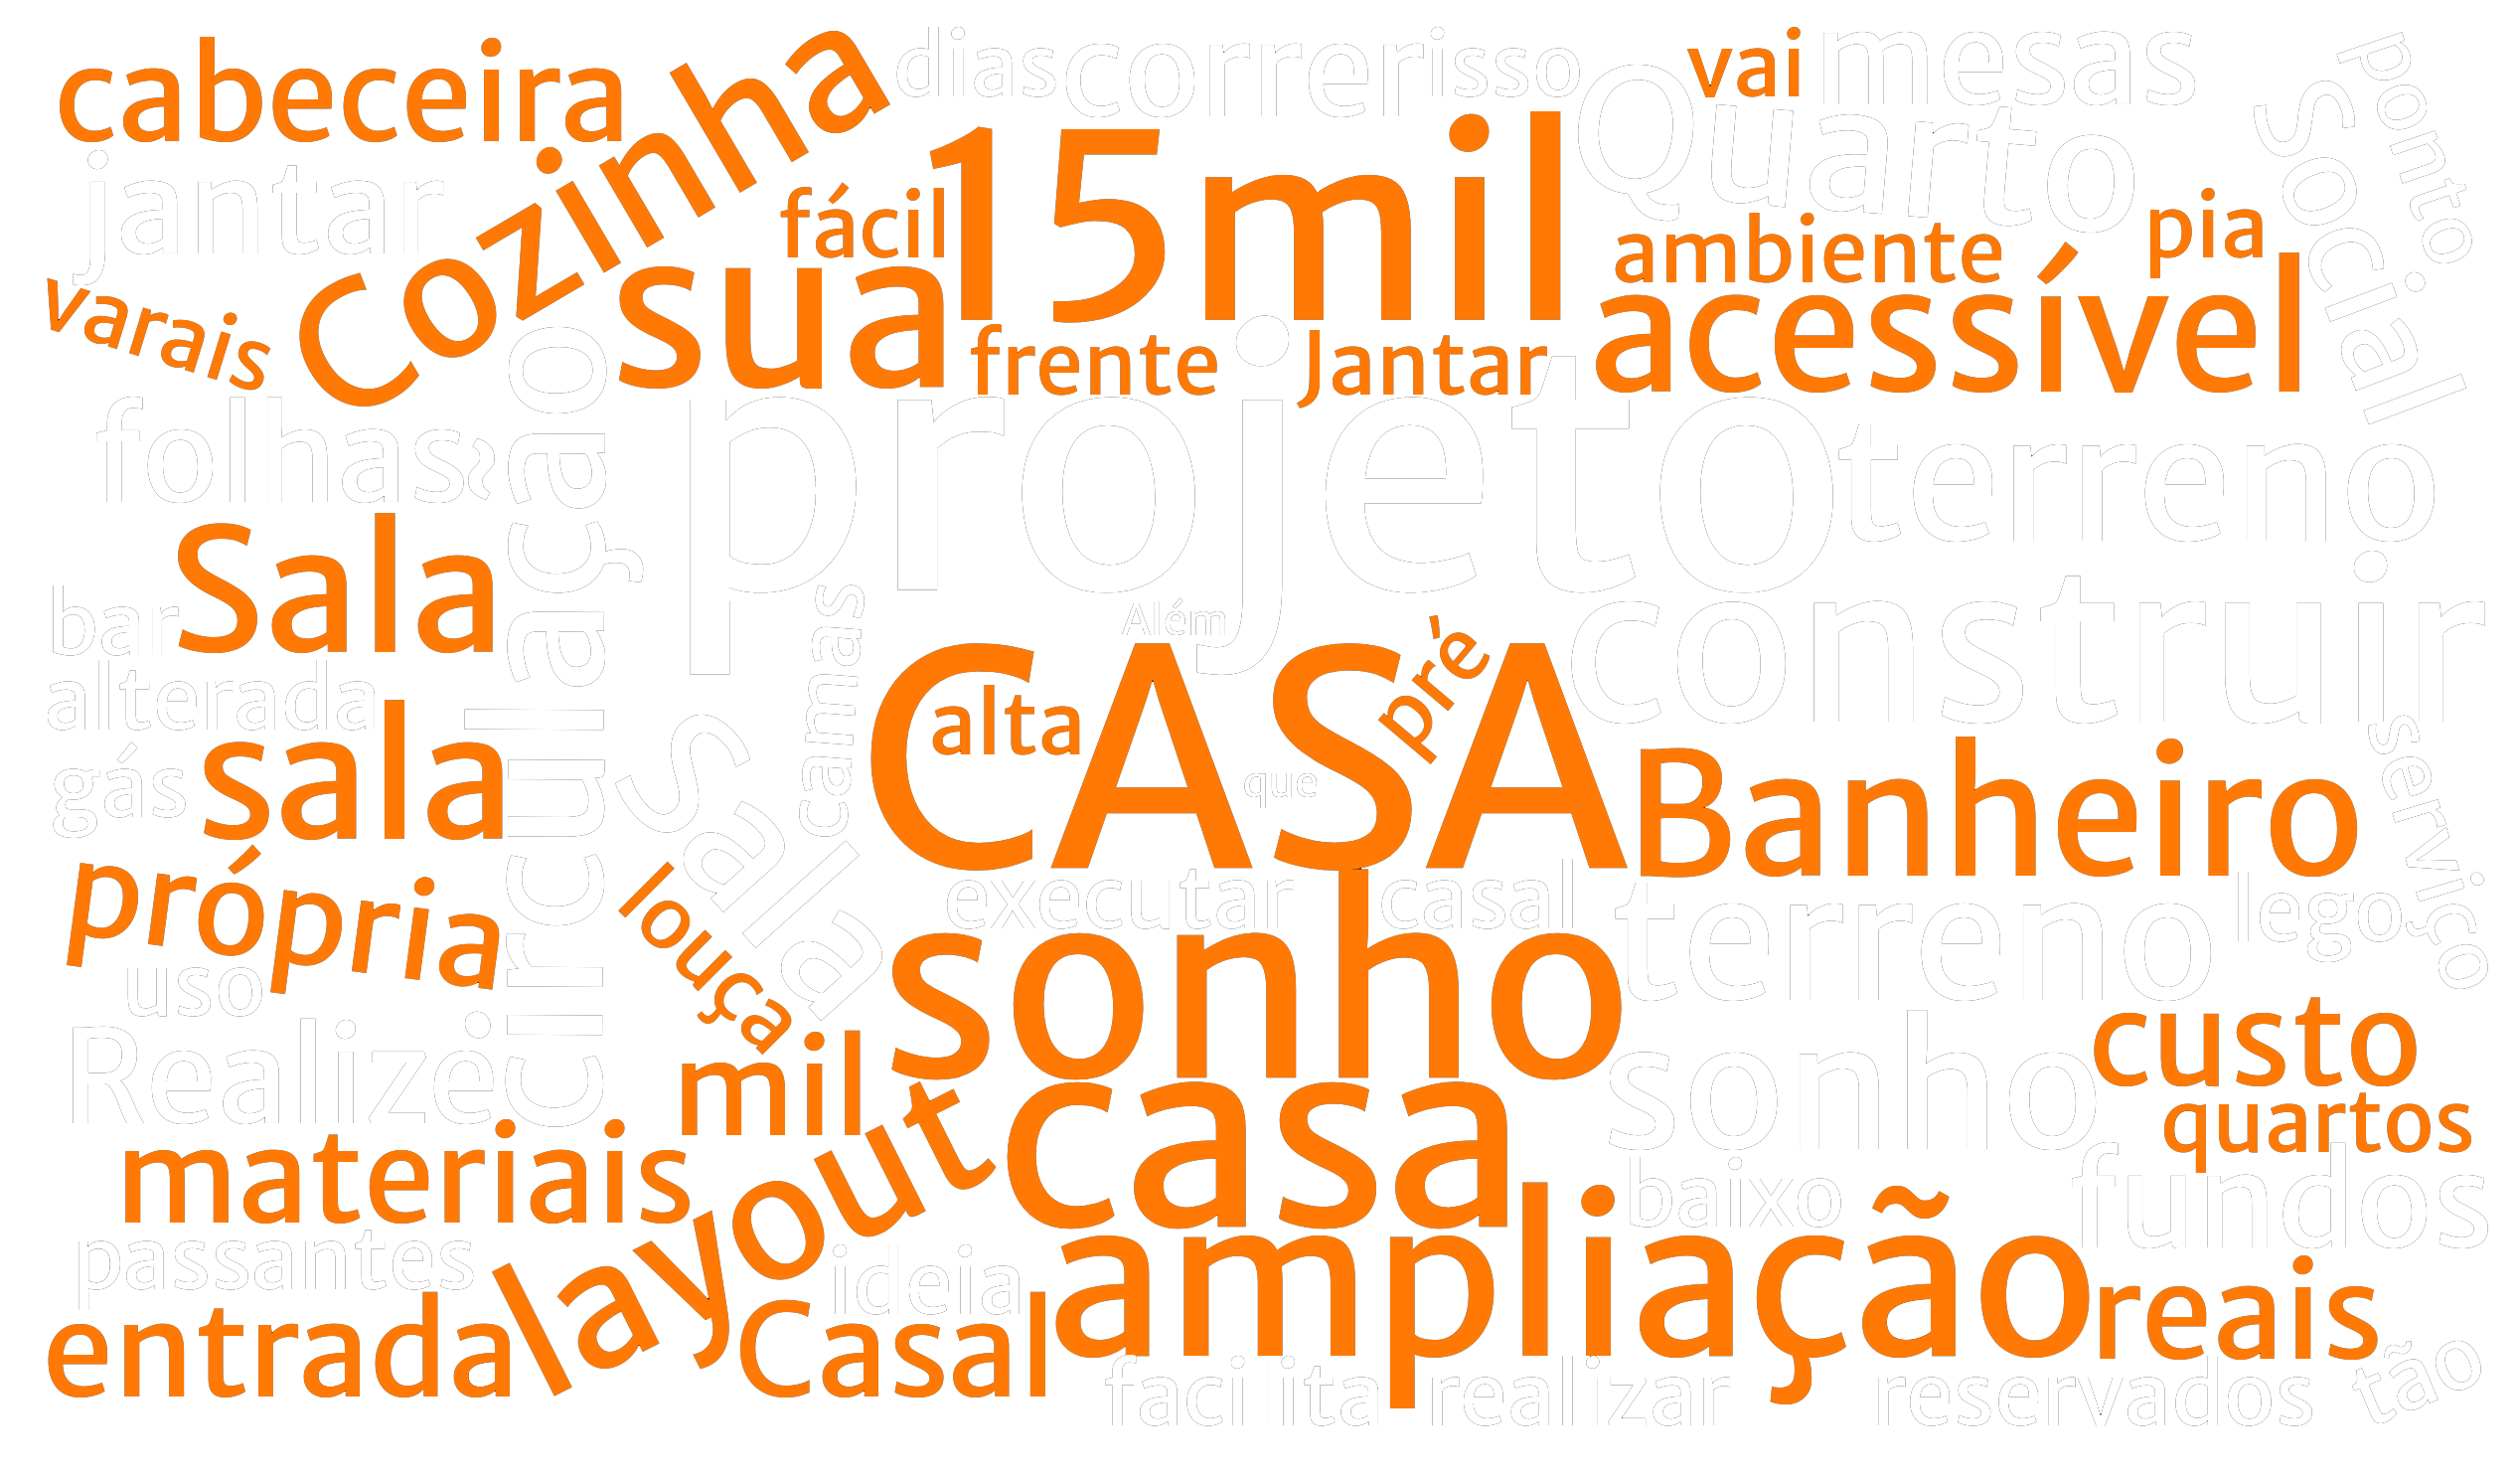 cabeceira
Cozinha
dias
correr
isso
vai
mesas
ponto
social
jantar
fácil
15mil
Quarto
ambiente
pia
varais
sua
frente
jantar
acessível
folhas
&
circulação
projeto
terreno
Sala
bar
gamas
Além
construir
alterada
sala
gás
Salla
CASA
alta
pré
que
Banheiro
serviço
própria
louça
executar
casal
terreno
lego
uso
sonho
Realizei
mil
sonho
custo
quartos
materiais
layout
casa
baixo
fundos
passantes
ideia
ampliação
entrada
Casal
reais
facilita
realizar
reservados
tão